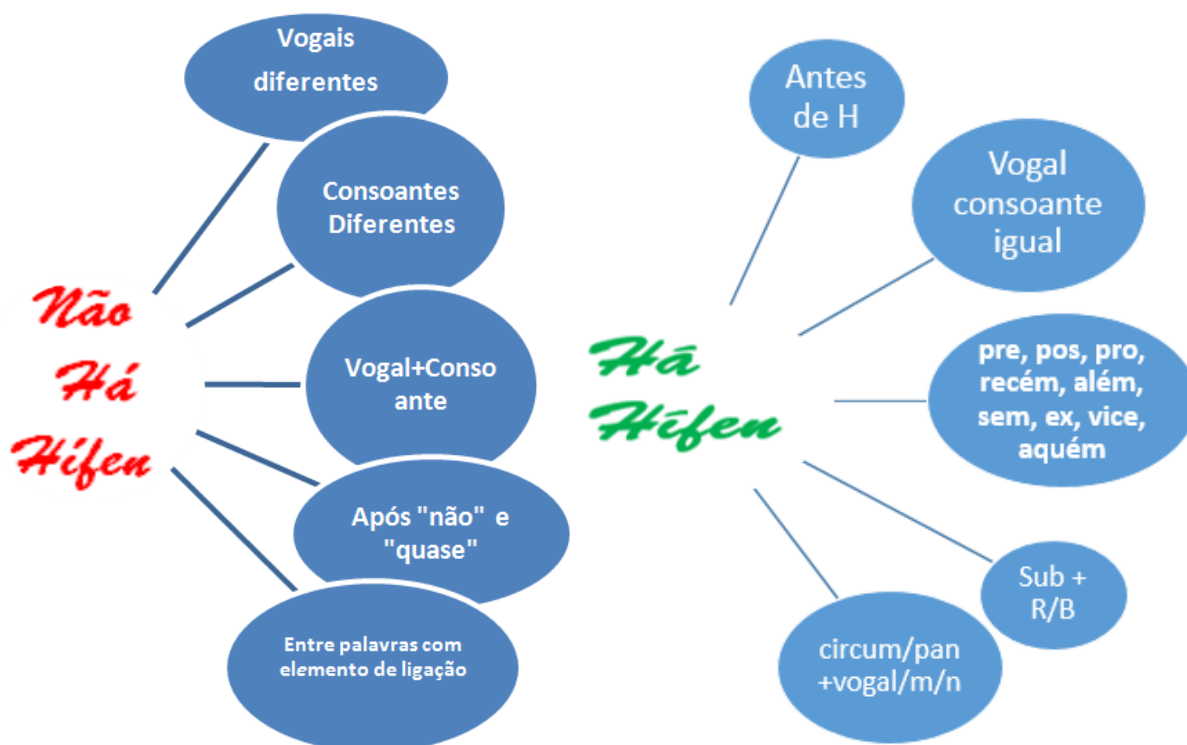 Não
Há
Hífen
Vogais
diferentes
Consoantes
Diferentes
Vogal+Conso
ante
Após "não" e
"quase"
Entre palavras com
elemento de ligação
Há
Hífen
Antes
de H
Vogal
consoante
igual
pre, pos, pro,
recém, além,
sem, ex, vice,
aquém
Sub +
R/B
circum/pan
+vogal/m/n